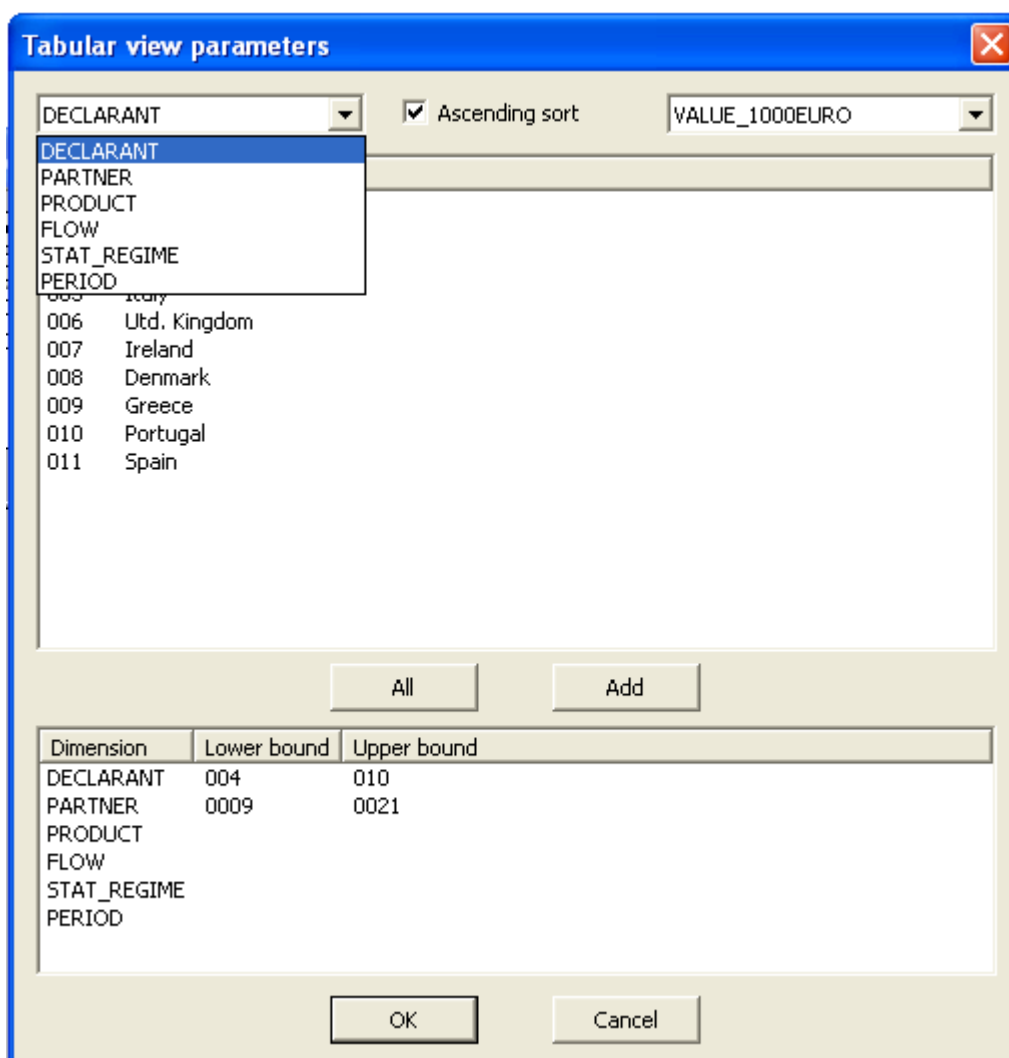 Tabular view parameters
DECLARANT Ascending sort VALUE_1000EURO
DECLARANT
PARTNER
PRODUCT
FLOW
STAT_REGIME
PERIOD
005 Italy
006 Utd. Kingdom
007 Ireland
008 Denmark
009 Greece
010 Portugal
011 Spain
All Add
Dimension Lower bound Upper bound
DECLARANT 004 010
PARTNER 0009 0021
PRODUCT
FLOW
STAT_REGIME
PERIOD
OK Cancel